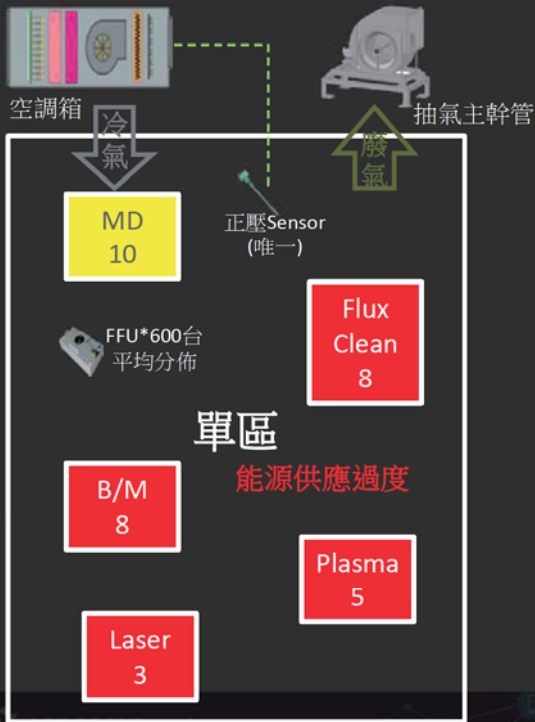 空調箱
抽氣主幹管
冷
氣
廢
氣
MD
10
正壓Sensor
(唯一)
Flux
Clean
8
FFU*600台
平均分佈
單區
能源供應過度
B/M
8
Plasma
5
Laser
3